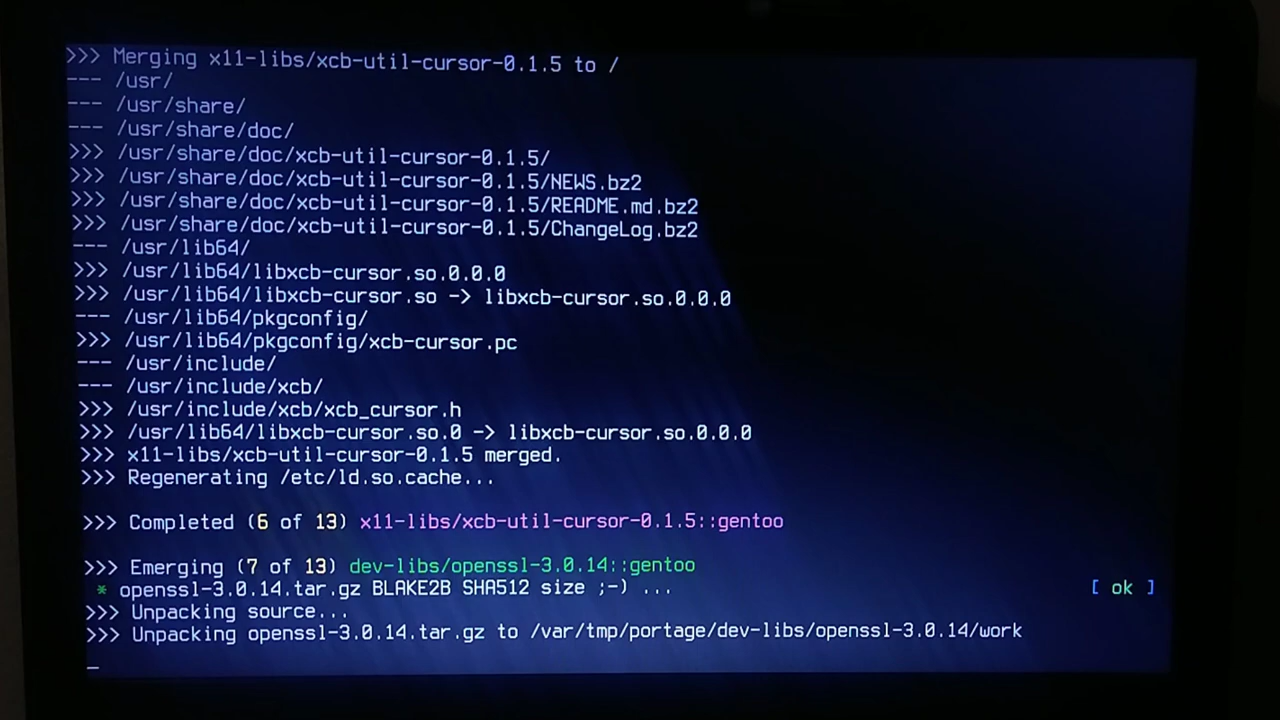 >>> Merging x11-libs/xcb-util-cursor-0.1.5 to /
--- /usr/
--- /usr/share/
--- /usr/share/doc/
>>> /usr/share/doc/xcb-util-cursor-0.1.5/
>>> /usr/share/doc/xcb-util-cursor-0.1.5/NEWS.bz2
>>> /usr/share/doc/xcb-util-cursor-0.1.5/README.md.bz2
>>> /usr/share/doc/xcb-util-cursor-0.1.5/ChangeLog.bz2
--- /usr/lib64/
>>> /usr/lib64/libxcb-cursor.so.0.0.0
>>> /usr/lib64/libxcb-cursor.so -> libxcb-cursor.so.0.0.0
--- /usr/lib64/pkgconfig/
>>> /usr/lib64/pkgconfig/xcb-cursor.pc
--- /usr/include/
--- /usr/include/xcb/
>>> /usr/include/xcb/xcb_cursor.h
>>> /usr/lib64/libxcb-cursor.so.0 -> libxcb-cursor.so.0.0.0
>>> x11-libs/xcb-util-cursor-0.1.5 merged.
>>> Regenerating /etc/ld.so.cache...
>>> Completed (6 of 13) x11-libs/xcb-util-cursor-0.1.5::gentoo
>>> Emerging (7 of 13) dev-libs/openssl-3.0.14::gentoo
* openssl-3.0.14.tar.gz BLAKE2B SHA512 size ;-) ... [ ok ]
>>> Unpacking source...
>>> Unpacking openssl-3.0.14.tar.gz to /var/tmp/portage/dev-libs/openssl-3.0.14/work